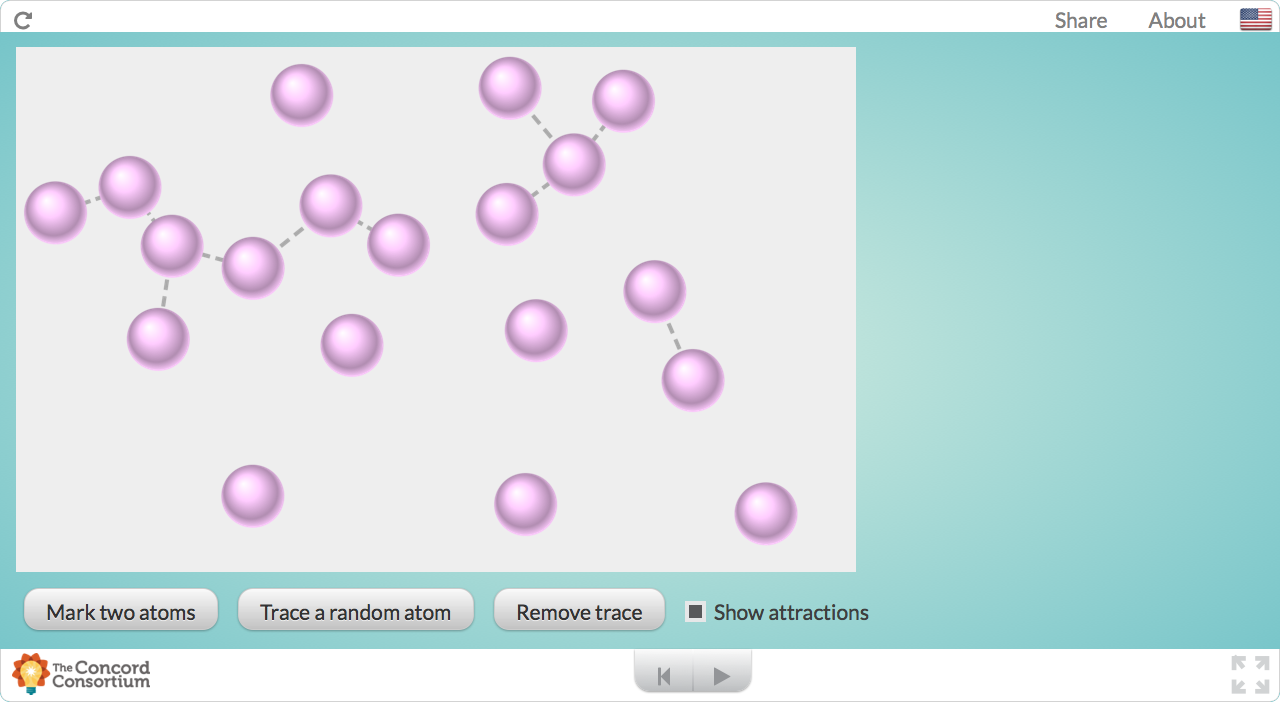 Share About
Mark two atoms Trace a random atom Remove trace Show attractions
The Concord
Consortium